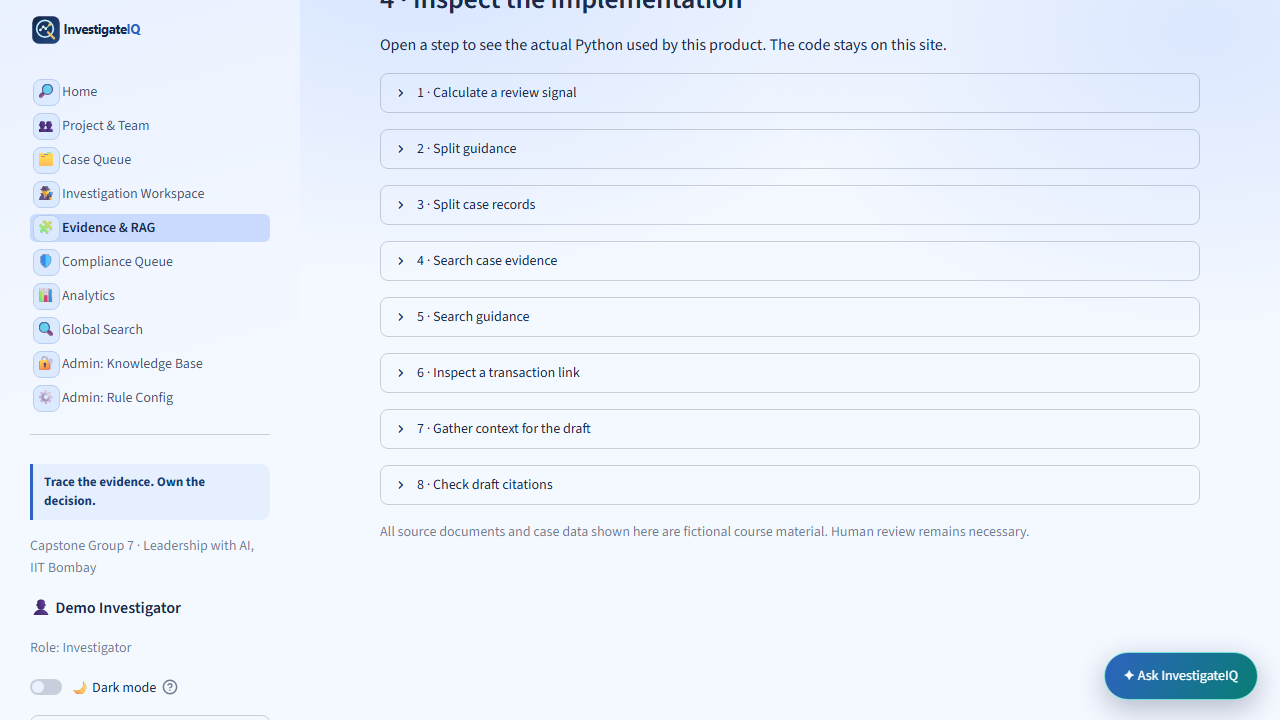 InvestigateIQ
Home
Project & Team
Case Queue
Investigation Workspace
Evidence & RAG
Compliance Queue
Analytics
Global Search
Admin: Knowledge Base
Admin: Rule Config
Trace the evidence. Own the
decision.
Capstone Group 7 · Leadership with AI,
IIT Bombay
Demo Investigator
Role: Investigator
Dark mode
4 · Inspect the implementation
Open a step to see the actual Python used by this product. The code stays on this site.
1 · Calculate a review signal
2 · Split guidance
3 · Split case records
4 · Search case evidence
5 · Search guidance
6 · Inspect a transaction link
7 · Gather context for the draft
8 · Check draft citations
All source documents and case data shown here are fictional course material. Human review remains necessary.
✦ Ask InvestigateIQ